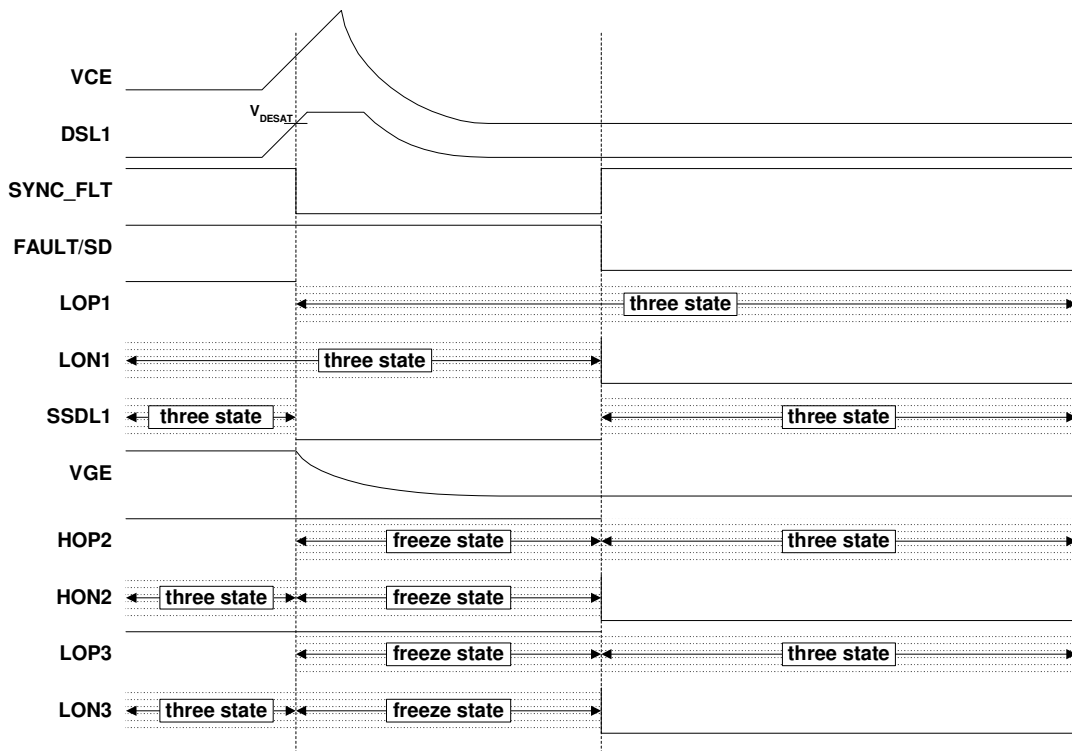 VCE
V_DESAT
DSL1
SYNC_FLT
FAULT/SD
LOP1
three state
LON1
three state
SSDL1
three state
three state
VGE
HOP2
freeze state
three state
HON2
three state
freeze state
LOP3
freeze state
three state
LON3
three state
freeze state